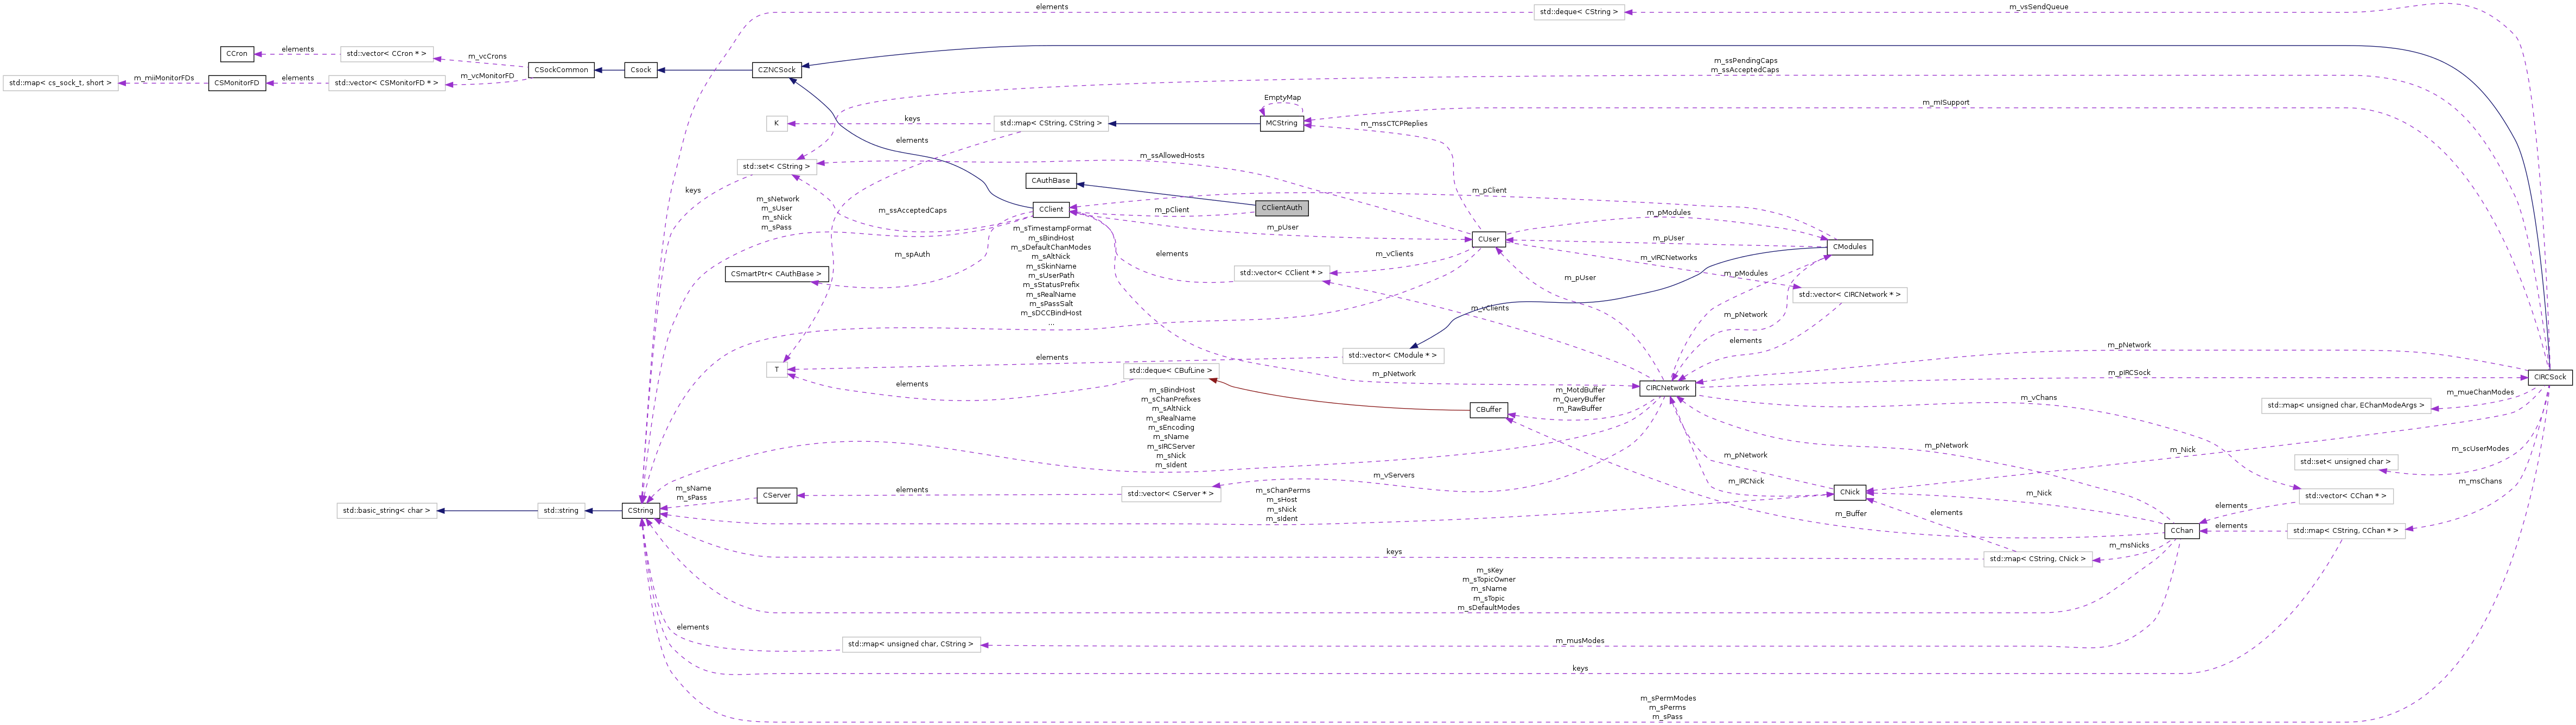 elements
std::deque< CString >
m_vsSendQueue
CCron
elements
std::vector< CCron * >
m_vcCrons
std::map< cs_sock_t, short >
m_miiMonitorFDs
CSMonitorFD
elements
std::vector< CSMonitorFD * >
m_vcMonitorFD
CSockCommon
Csock
CZNCSock
m_ssPendingCaps
m_ssAcceptedCaps
EmptyMap
m_mISupport
K
keys
std::map< CString, CString >
MCString
m_mssCTCPReplies
elements
std::set< CString >
m_ssAllowedHosts
keys
CAuthBase
m_pClient
m_sNetwork
m_sUser
m_sNick
m_sPass
m_ssAcceptedCaps
CClient
m_pClient
CClientAuth
m_pModules
m_pUser
CUser
m_pUser
CModules
m_spAuth
CSmartPtr< CAuthBase >
m_sTimestampFormat
m_sBindHost
m_sDefaultChanModes
m_sAltNick
m_sSkinName
m_sUserPath
m_sStatusPrefix
m_sRealName
m_sPassSalt
m_sDCCBindHost
...
elements
std::vector< CClient * >
m_vClients
m_vIRCNetworks
m_pUser
m_pModules
std::vector< CIRCNetwork * >
m_vClients
m_pNetwork
elements
T
elements
std::vector< CModule * >
elements
std::deque< CBufLine >
m_pNetwork
m_pNetwork
m_pIRCSock
CIRCSock
CIRCNetwork
CBuffer
m_MotdBuffer
m_QueryBuffer
m_RawBuffer
m_vChans
m_mueChanModes
std::map< unsigned char, EChanModeArgs >
m_sBindHost
m_sChanPrefixes
m_sAltNick
m_sRealName
m_sEncoding
m_sName
m_sIRCServer
m_sNick
m_sIdent
m_pNetwork
m_pNetwork
m_Nick
m_scUserModes
std::set< unsigned char >
m_vServers
m_IRCNick
m_msChans
std::basic_string< char >
std::string
CString
m_sName
m_sPass
CServer
elements
std::vector< CServer * >
m_sChanPerms
m_sHost
m_sNick
m_sIdent
CNick
m_Nick
m_Buffer
elements
std::vector< CChan * >
elements
CChan
elements
std::map< CString, CChan * >
keys
std::map< CString, CNick >
m_msNicks
m_sKey
m_sTopicOwner
m_sName
m_sTopic
m_sDefaultModes
elements
std::map< unsigned char, CString >
m_musModes
keys
m_sPermModes
m_sPerms
m_sPass